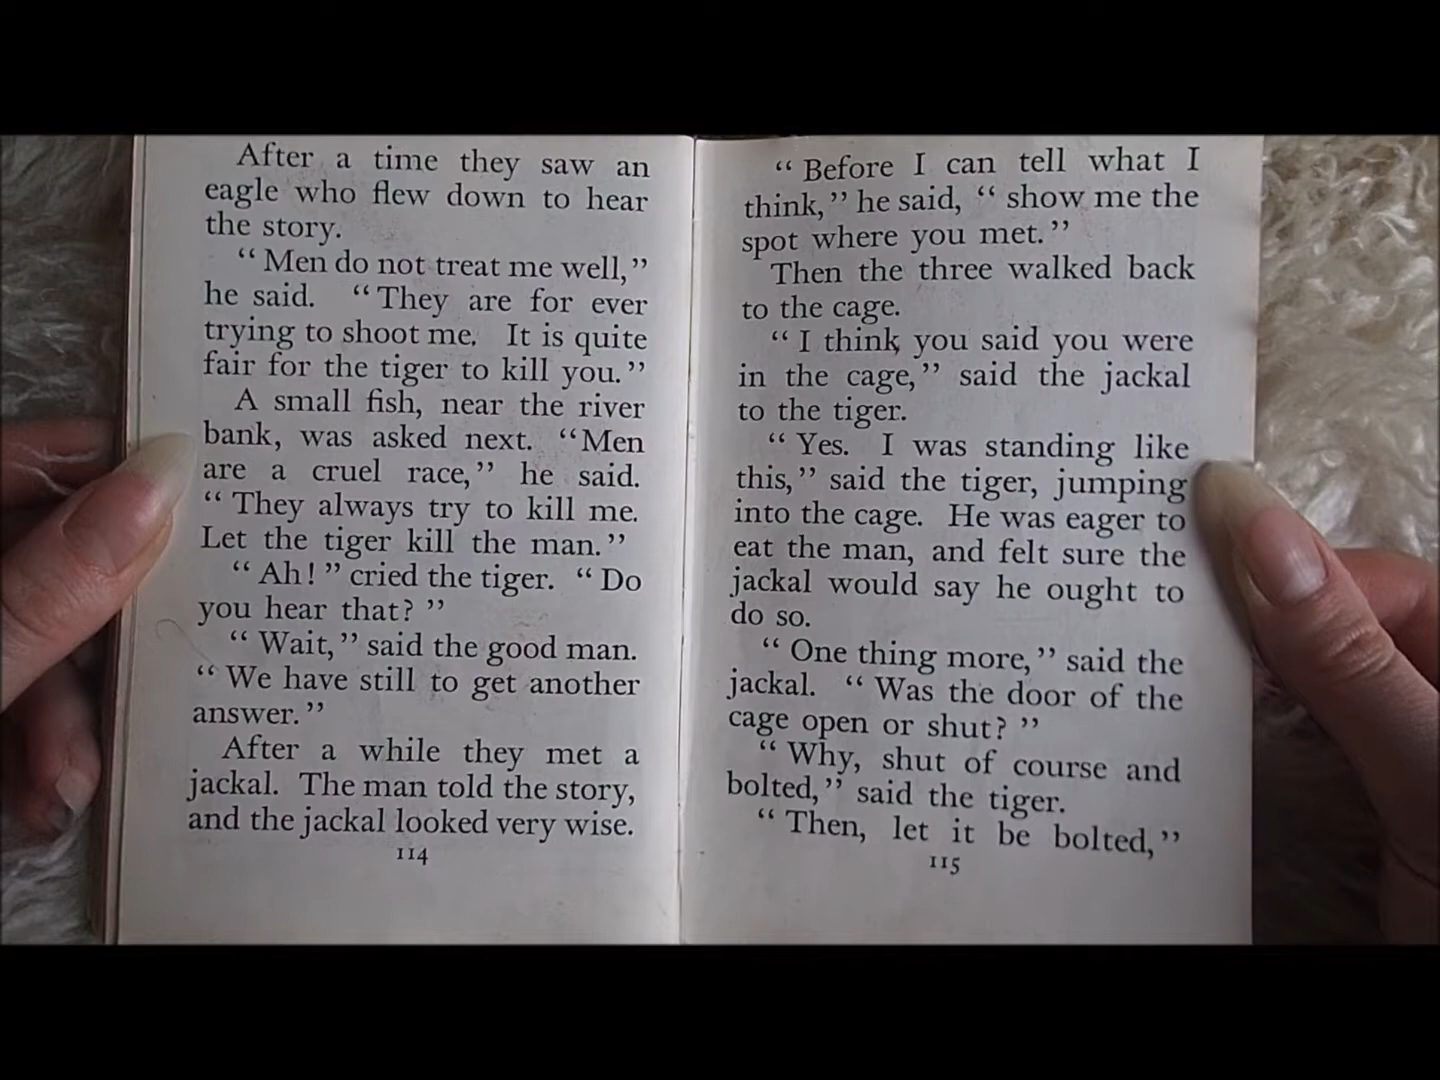 After a time they saw an
eagle who flew down to hear
the story.
“Men do not treat me well,”
he said. “They are for ever
trying to shoot me. It is quite
fair for the tiger to kill you.”
A small fish, near the river
bank, was asked next. “Men
are a cruel race,” he said.
“They always try to kill me.
Let the tiger kill the man.”
“Ah!” cried the tiger. “Do
you hear that?”
“Wait,” said the good man.
“We have still to get another
answer.”
After a while they met a
jackal. The man told the story,
and the jackal looked very wise.
114
“Before I can tell what I
think,” he said, “show me the
spot where you met.”
Then the three walked back
to the cage.
“I think you said you were
in the cage,” said the jackal
to the tiger.
“Yes. I was standing like
this,” said the tiger, jumping
into the cage. He was eager to
eat the man, and felt sure the
jackal would say he ought to
do so.
“One thing more,” said the
jackal. “Was the door of the
cage open or shut?”
“Why, shut of course and
bolted,” said the tiger.
“Then, let it be bolted,”
115